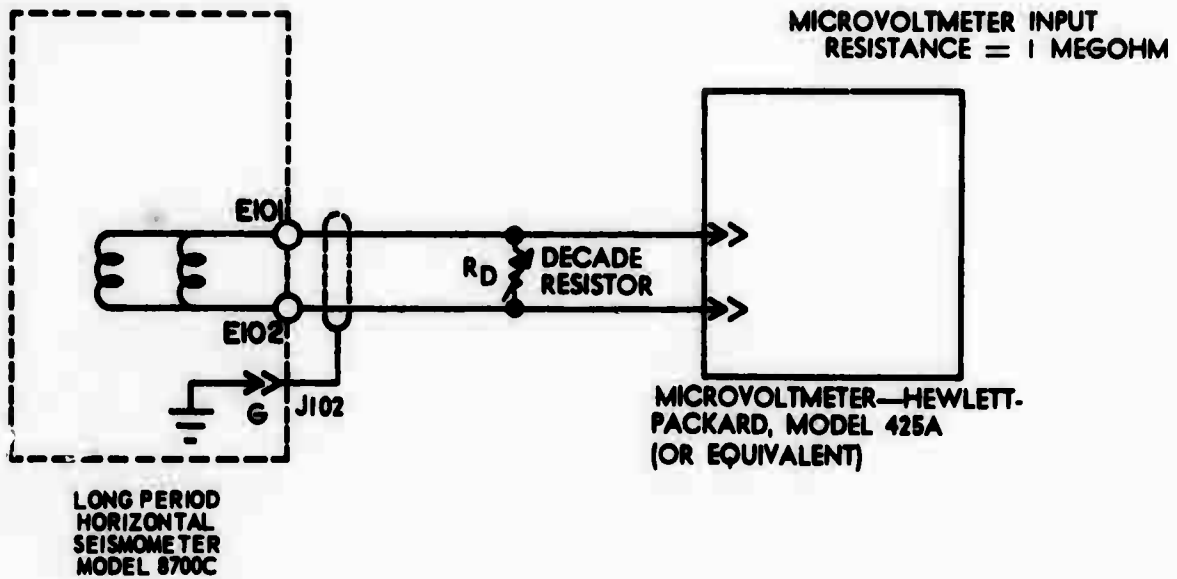 MICROVOLTMETER INPUT
RESISTANCE = 1 MEGOHM
E101
RD
DECADE
RESISTOR
E102
G
J102
MICROVOLTMETER—HEWLETT-
PACKARD, MODEL 425A
(OR EQUIVALENT)
LONG PERIOD
HORIZONTAL
SEISMOMETER
MODEL 8700C